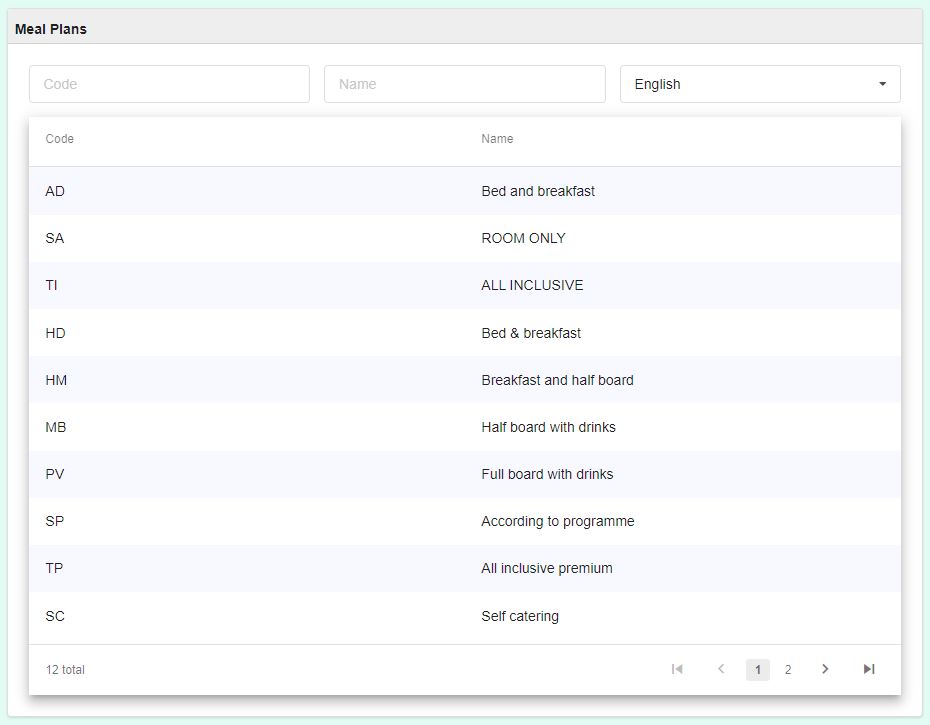 Meal Plans
Code Name English
Code Name
AD Bed and breakfast
SA ROOM ONLY
TI ALL INCLUSIVE
HD Bed & breakfast
HM Breakfast and half board
MB Half board with drinks
PV Full board with drinks
SP According to programme
TP All inclusive premium
SC Self catering
12 total 1 2